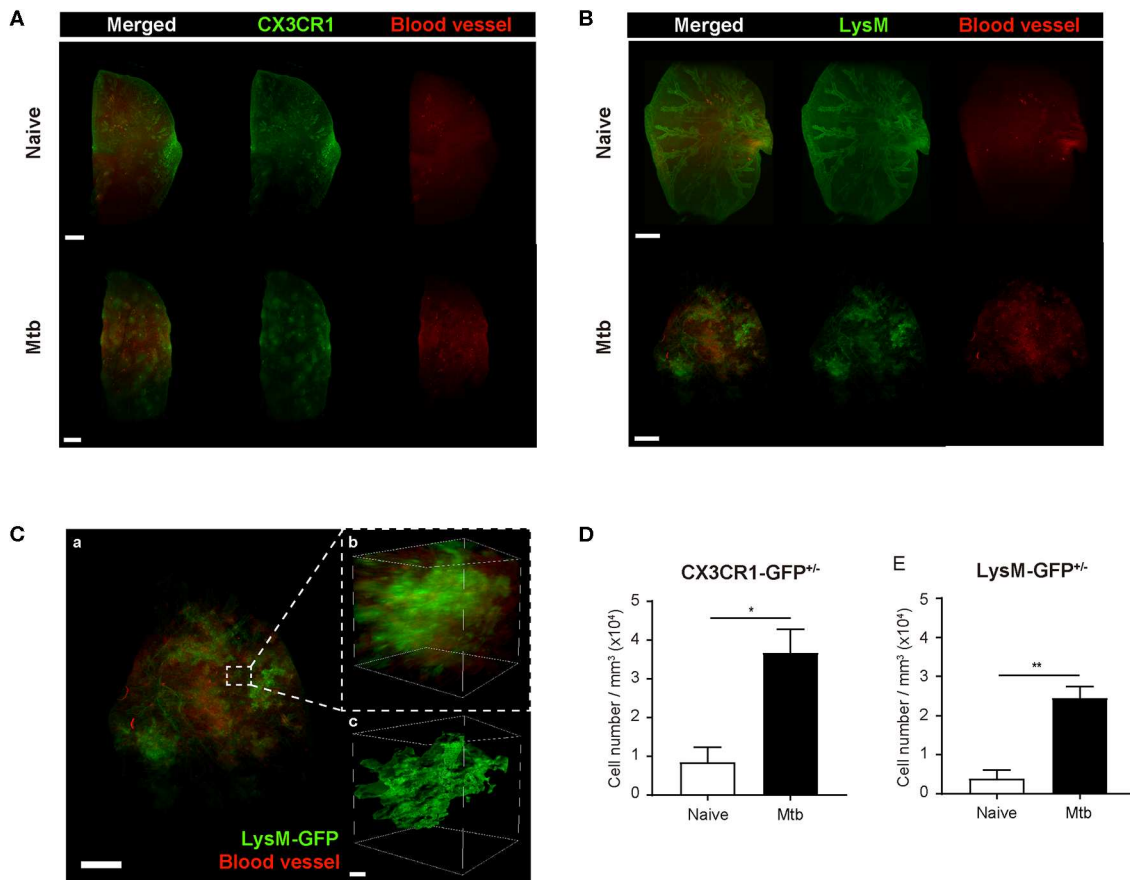 A
Merged CX3CR1 Blood vessel
Naive
Mtb
B
Merged LysM Blood vessel
Naive
Mtb
C
a
b
c
LysM-GFP
Blood vessel
D
CX3CR1-GFP+/-
*
Cell number / mm³ (x10⁴)
5
4
3
2
1
0
Naive Mtb
E
LysM-GFP+/-
**
Cell number / mm³ (x10⁴)
5
4
3
2
1
0
Naive Mtb